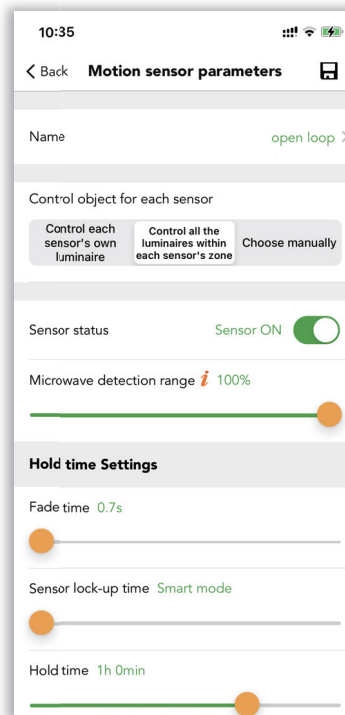 10:35
Back Motion sensor parameters
Name open loop
Control object for each sensor
Control each
sensor's own
luminaire
Control all the
luminaires within
each sensor's zone
Choose manually
Sensor status Sensor ON
Microwave detection range i 100%
Hold time Settings
Fade time 0.7s
Sensor lock-up time Smart mode
Hold time 1h 0min